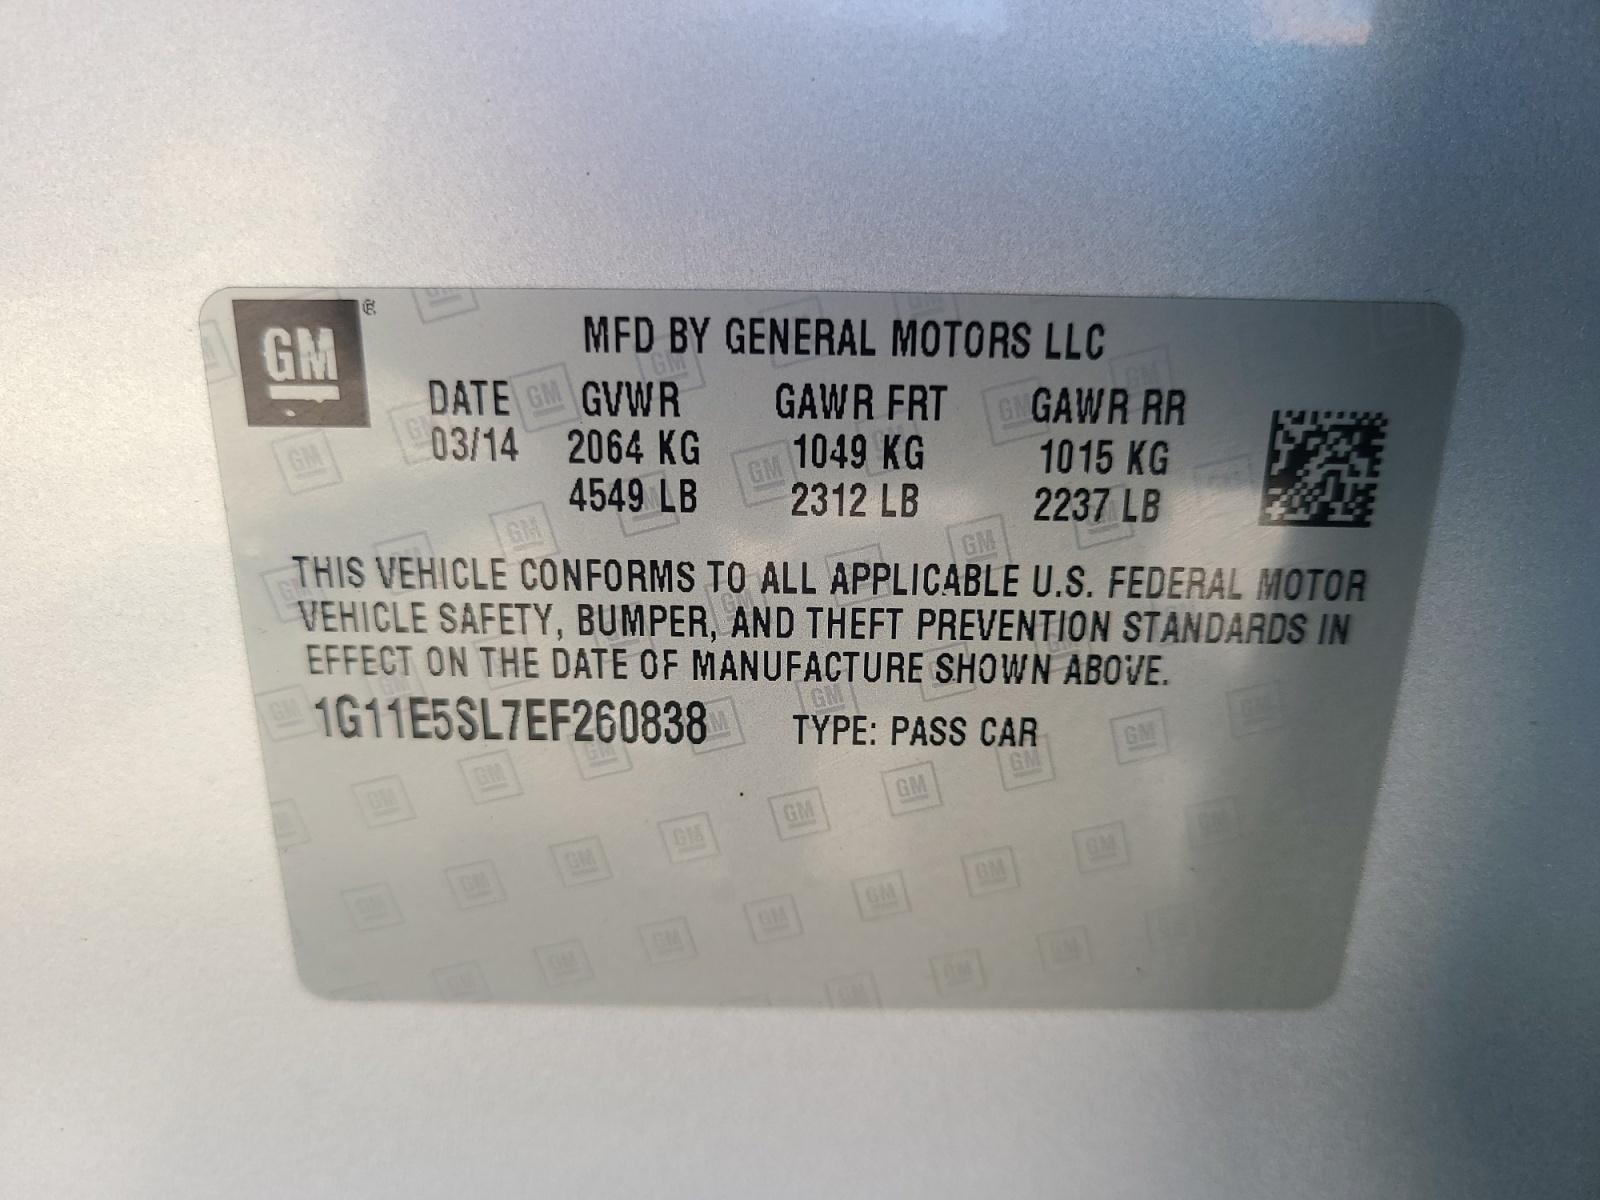 GM ®
MFD BY GENERAL MOTORS LLC
DATE GVWR GAWR FRT GAWR RR
03/14 2064 KG 1049 KG 1015 KG
4549 LB 2312 LB 2237 LB
THIS VEHICLE CONFORMS TO ALL APPLICABLE U.S. FEDERAL MOTOR
VEHICLE SAFETY, BUMPER, AND THEFT PREVENTION STANDARDS IN
EFFECT ON THE DATE OF MANUFACTURE SHOWN ABOVE.
1G11E5SL7EF260838 TYPE: PASS CAR